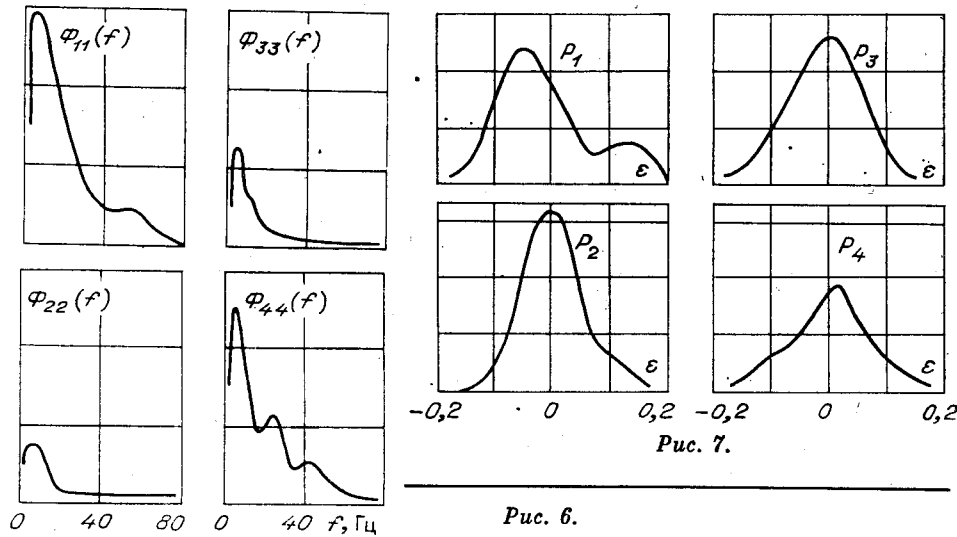 Φ₁₁(f)
Φ₃₃(f)
Φ₂₂(f)
Φ₄₄(f)
0 40 80 0 40 f, Гц
P₁
ε
P₃
ε
P₂
ε
P₄
ε
-0,2 0 0,2 -0,2 0 0,2
Рис. 7.
Рис. 6.